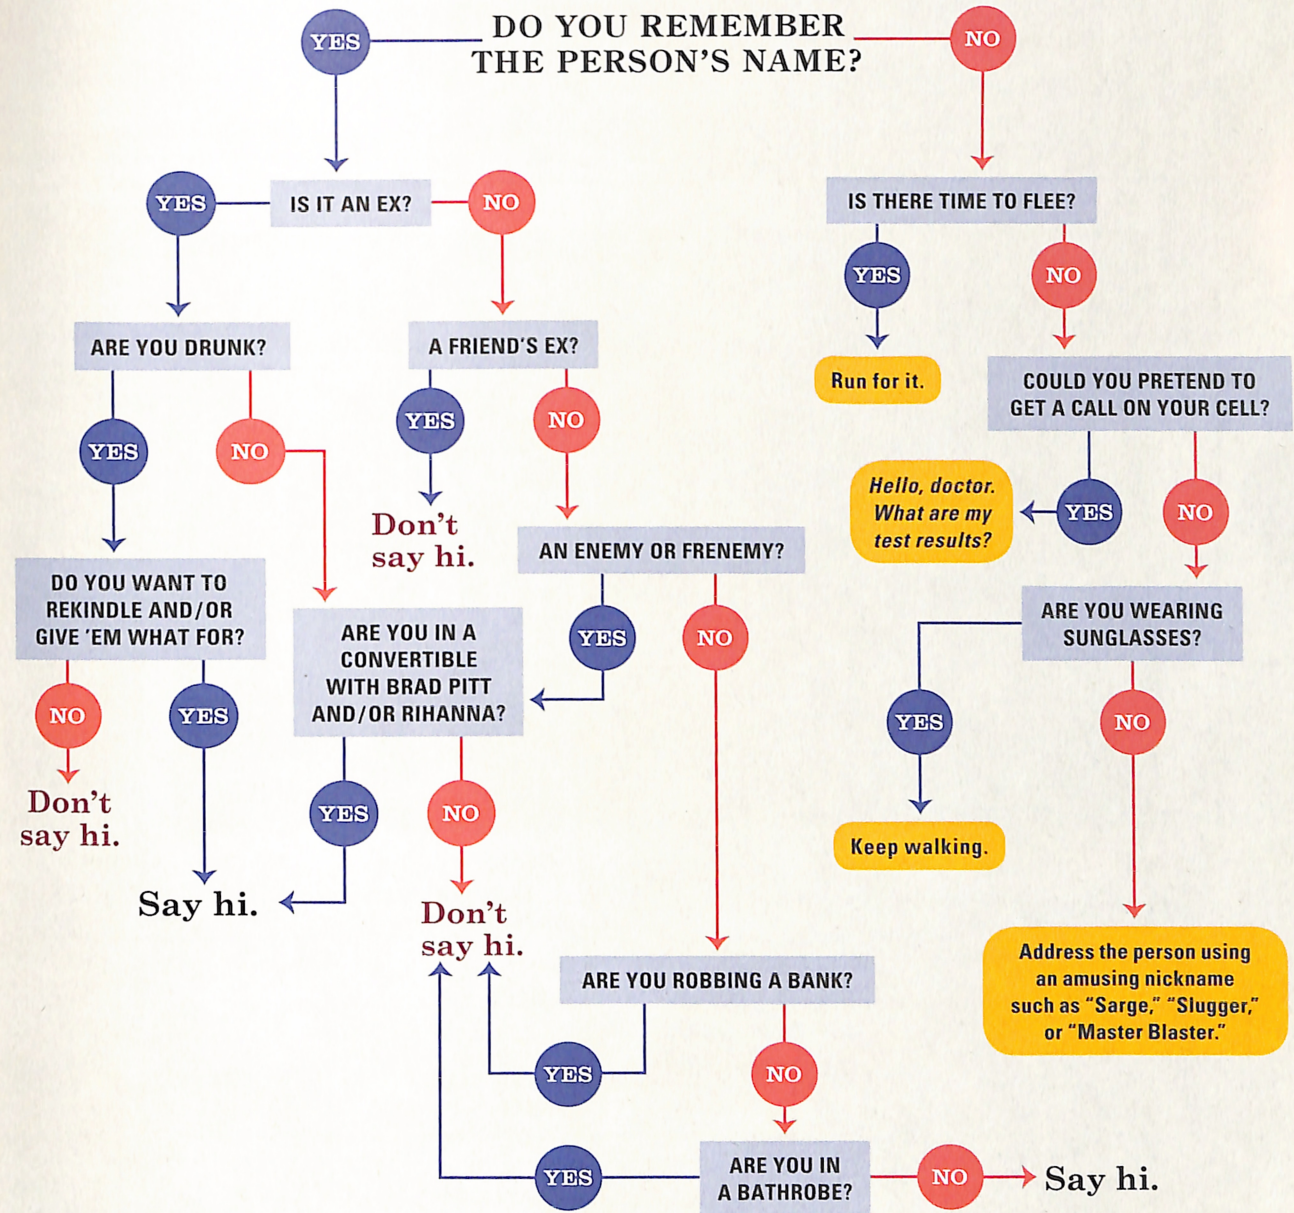 DO YOU REMEMBER
THE PERSON'S NAME?
YES
NO
YES
IS IT AN EX?
NO
IS THERE TIME TO FLEE?
YES
NO
ARE YOU DRUNK?
A FRIEND'S EX?
Run for it.
COULD YOU PRETEND TO
GET A CALL ON YOUR CELL?
YES
NO
YES
NO
Hello, doctor.
What are my
test results?
YES
NO
Don't
say hi.
AN ENEMY OR FRENEMY?
DO YOU WANT TO
REKINDLE AND/OR
GIVE 'EM WHAT FOR?
ARE YOU IN A
CONVERTIBLE
WITH BRAD PITT
AND/OR RIHANNA?
YES
NO
ARE YOU WEARING
SUNGLASSES?
NO
YES
YES
NO
Don't
say hi.
YES
NO
Keep walking.
Say hi.
Don't
say hi.
ARE YOU ROBBING A BANK?
Address the person using
an amusing nickname
such as “Sarge,” “Slugger,”
or “Master Blaster.”
YES
NO
YES
ARE YOU IN
A BATHROBE?
NO
Say hi.